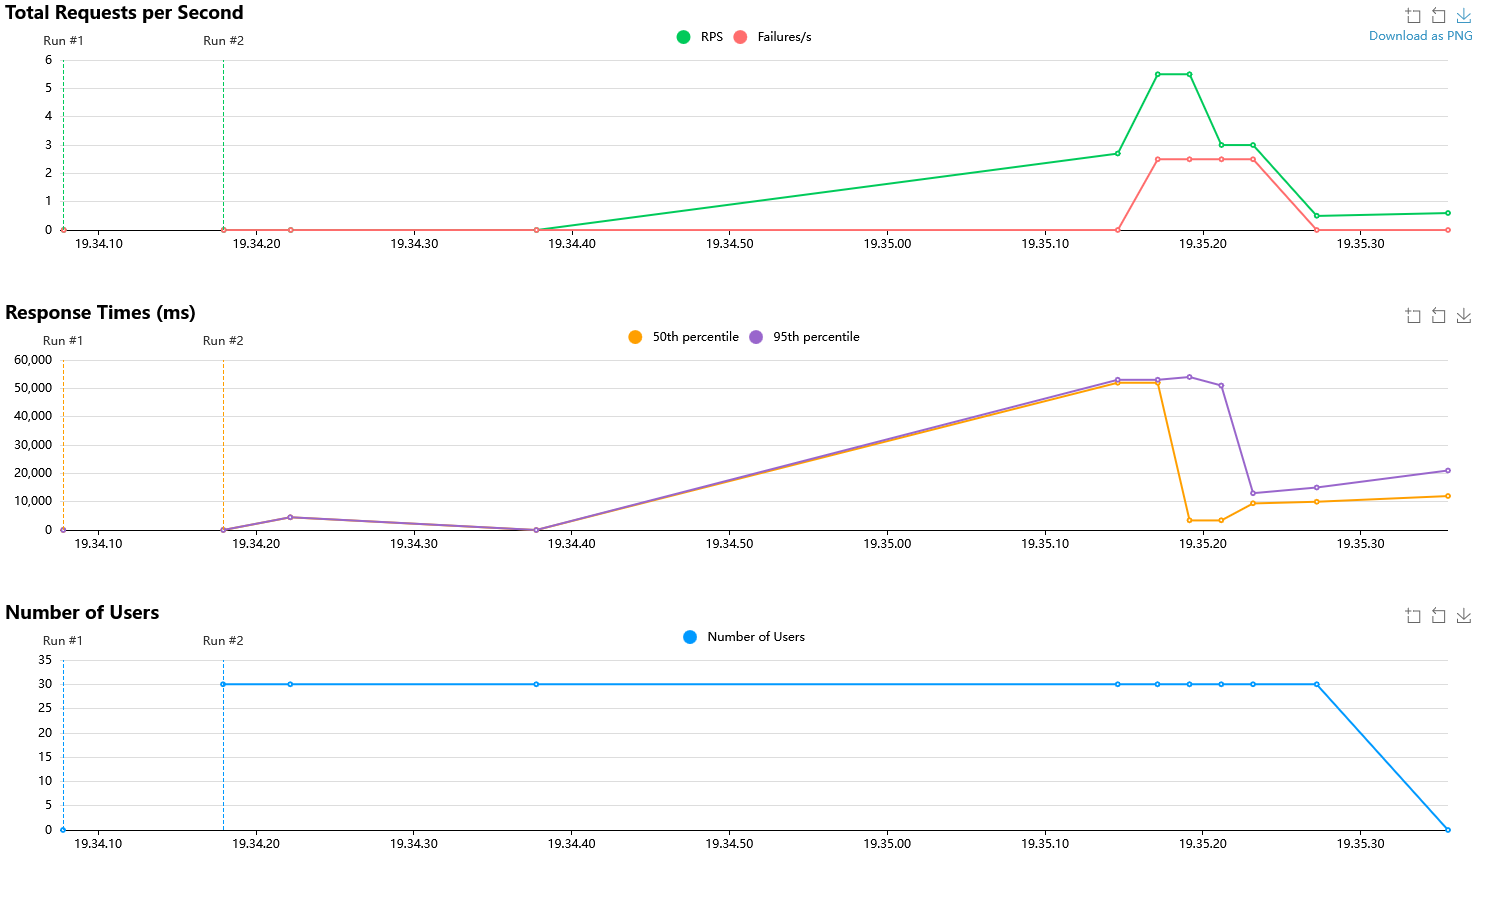 Total Requests per Second
Download as PNG
Run #1 Run #2
RPS Failures/s
6
5
4
3
2
1
0
19.34.10 19.34.20 19.34.30 19.34.40 19.34.50 19.35.00 19.35.10 19.35.20 19.35.30
Response Times (ms)
Run #1 Run #2
50th percentile 95th percentile
60,000
50,000
40,000
30,000
20,000
10,000
0
19.34.10 19.34.20 19.34.30 19.34.40 19.34.50 19.35.00 19.35.10 19.35.20 19.35.30
Number of Users
Run #1 Run #2
Number of Users
35
30
25
20
15
10
5
0
19.34.10 19.34.20 19.34.30 19.34.40 19.34.50 19.35.00 19.35.10 19.35.20 19.35.30